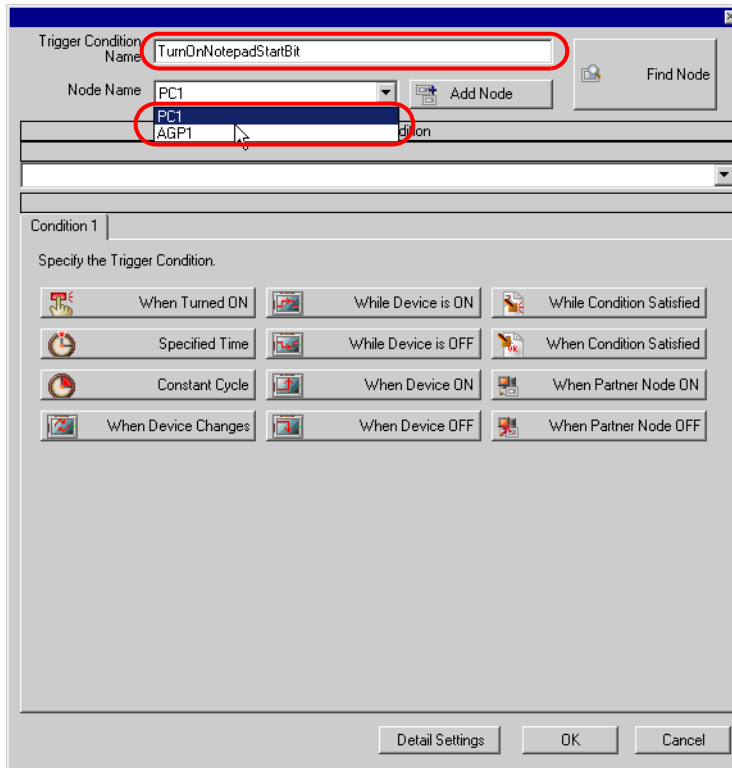 Trigger Condition
Name
TurnOnNotepadStartBit
Find Node
Node Name
PC1
Add Node
PC1
AGP1
dition
Condition 1
Specify the Trigger Condition.
When Turned ON
While Device is ON
While Condition Satisfied
Specified Time
While Device is OFF
When Condition Satisfied
Constant Cycle
When Device ON
When Partner Node ON
When Device Changes
When Device OFF
When Partner Node OFF
Detail Settings
OK
Cancel